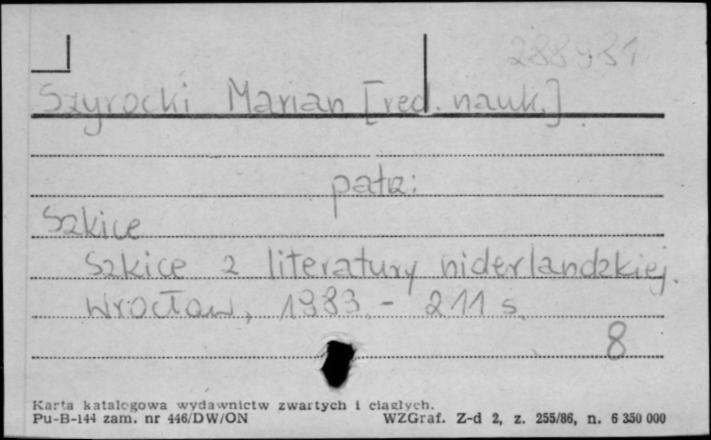 288981
Szyrocki Marian [red. nauk.]
patrz:
Szkice
Szkice z literatury niderlandzkiej.
Wrocław, 1983. - 211 s.
8
Karta katalogowa wydawnictw zwartych i ciągłych.
Pu-B-144 zam. nr 446/DW/ON WZGraf. Z-d 2, z. 255/86, n. 6 350 000